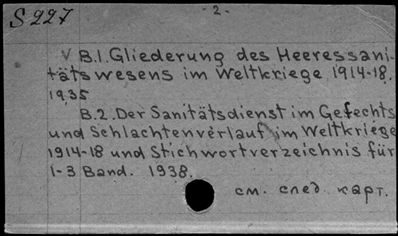 S 227
- 2. -
V B.1. Gliederung des Heeressani-
tätswesens im Weltkriege 1914-18.
1935
B.2. Der Sanitätsdienst im Gefechts
und Schlachtenverlauf im Weltkriege
1914-18 und Stichwortverzeichnis für
1-3 Band. 1938.
см. след. карт.